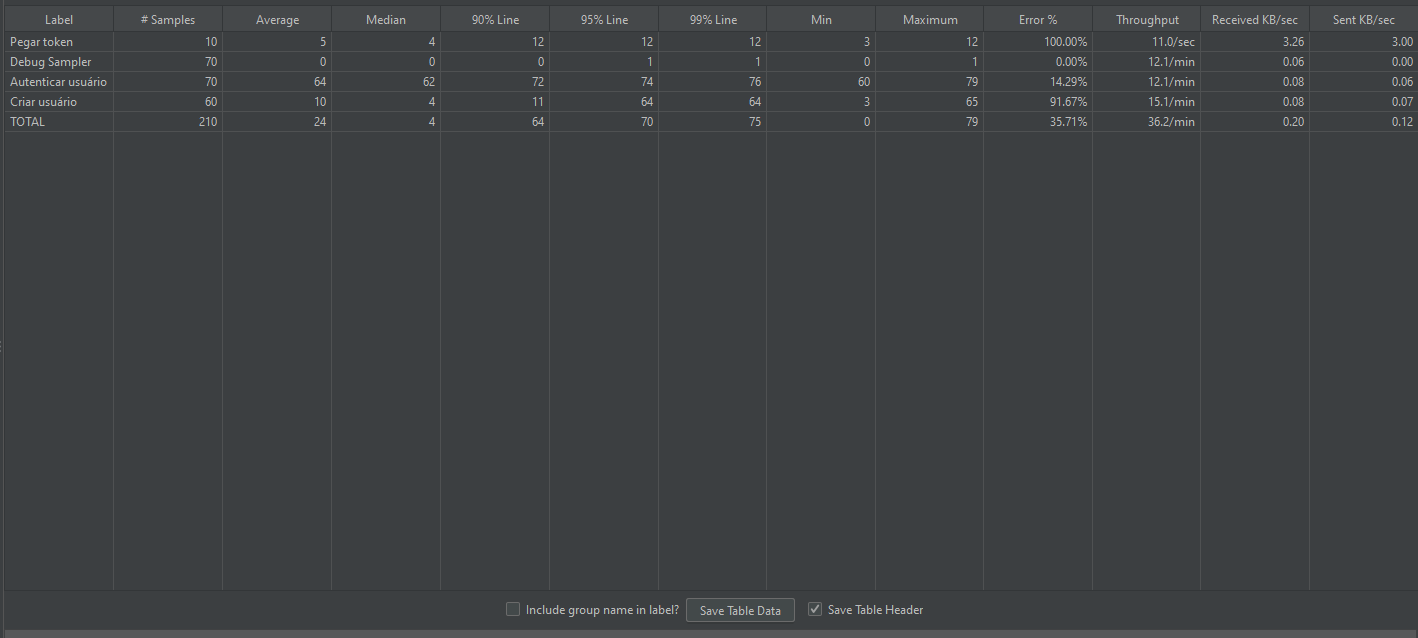 Label # Samples Average Median 90% Line 95% Line 99% Line Min Maximum Error % Throughput Received KB/sec Sent KB/sec
Pegar token 10 5 4 12 12 12 3 12 100.00% 11.0/sec 3.26 3.00
Debug Sampler 70 0 0 0 1 1 0 1 0.00% 12.1/min 0.06 0.00
Autenticar usuário 70 64 62 72 74 76 60 79 14.29% 12.1/min 0.08 0.06
Criar usuário 60 10 4 11 64 64 3 65 91.67% 15.1/min 0.08 0.07
TOTAL 210 24 4 64 70 75 0 79 35.71% 36.2/min 0.20 0.12
Include group name in label? Save Table Data Save Table Header